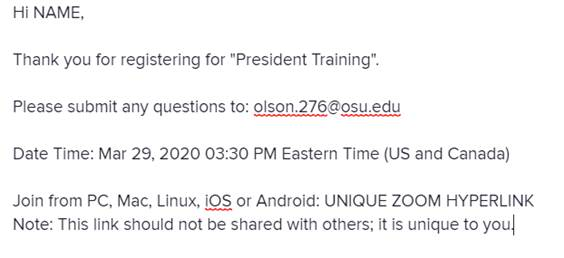 Hi NAME,
Thank you for registering for "President Training".
Please submit any questions to: olson.276@osu.edu
Date Time: Mar 29, 2020 03:30 PM Eastern Time (US and Canada)
Join from PC, Mac, Linux, iOS or Android: UNIQUE ZOOM HYPERLINK
Note: This link should not be shared with others; it is unique to you.